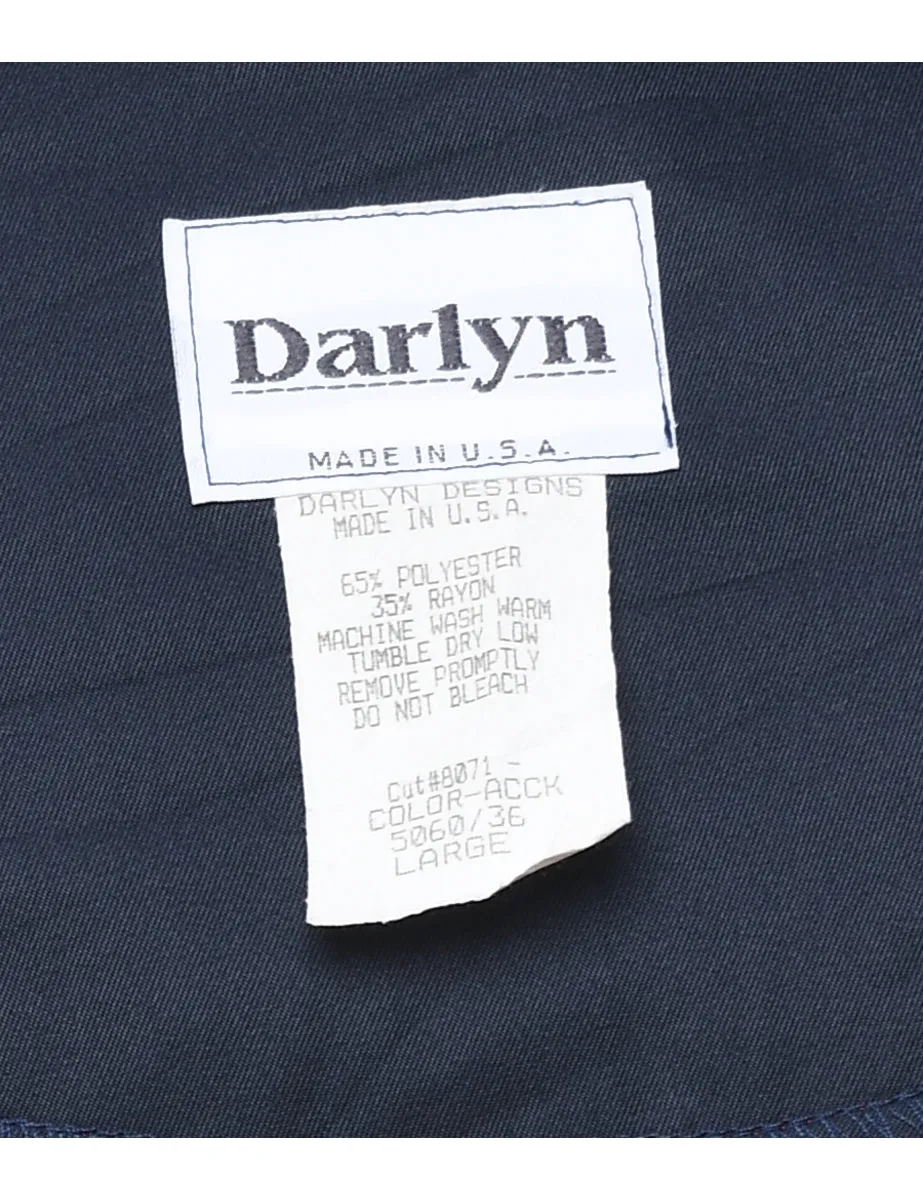 Darlyn
MADE IN U.S.A.
DARLYN DESIGNS
MADE IN U.S.A.
65% POLYESTER
35% RAYON
MACHINE WASH WARM
TUMBLE DRY LOW
REMOVE PROMPTLY
DO NOT BLEACH
Cut#8071 -
COLOR-ACCK
5060/36
LARGE